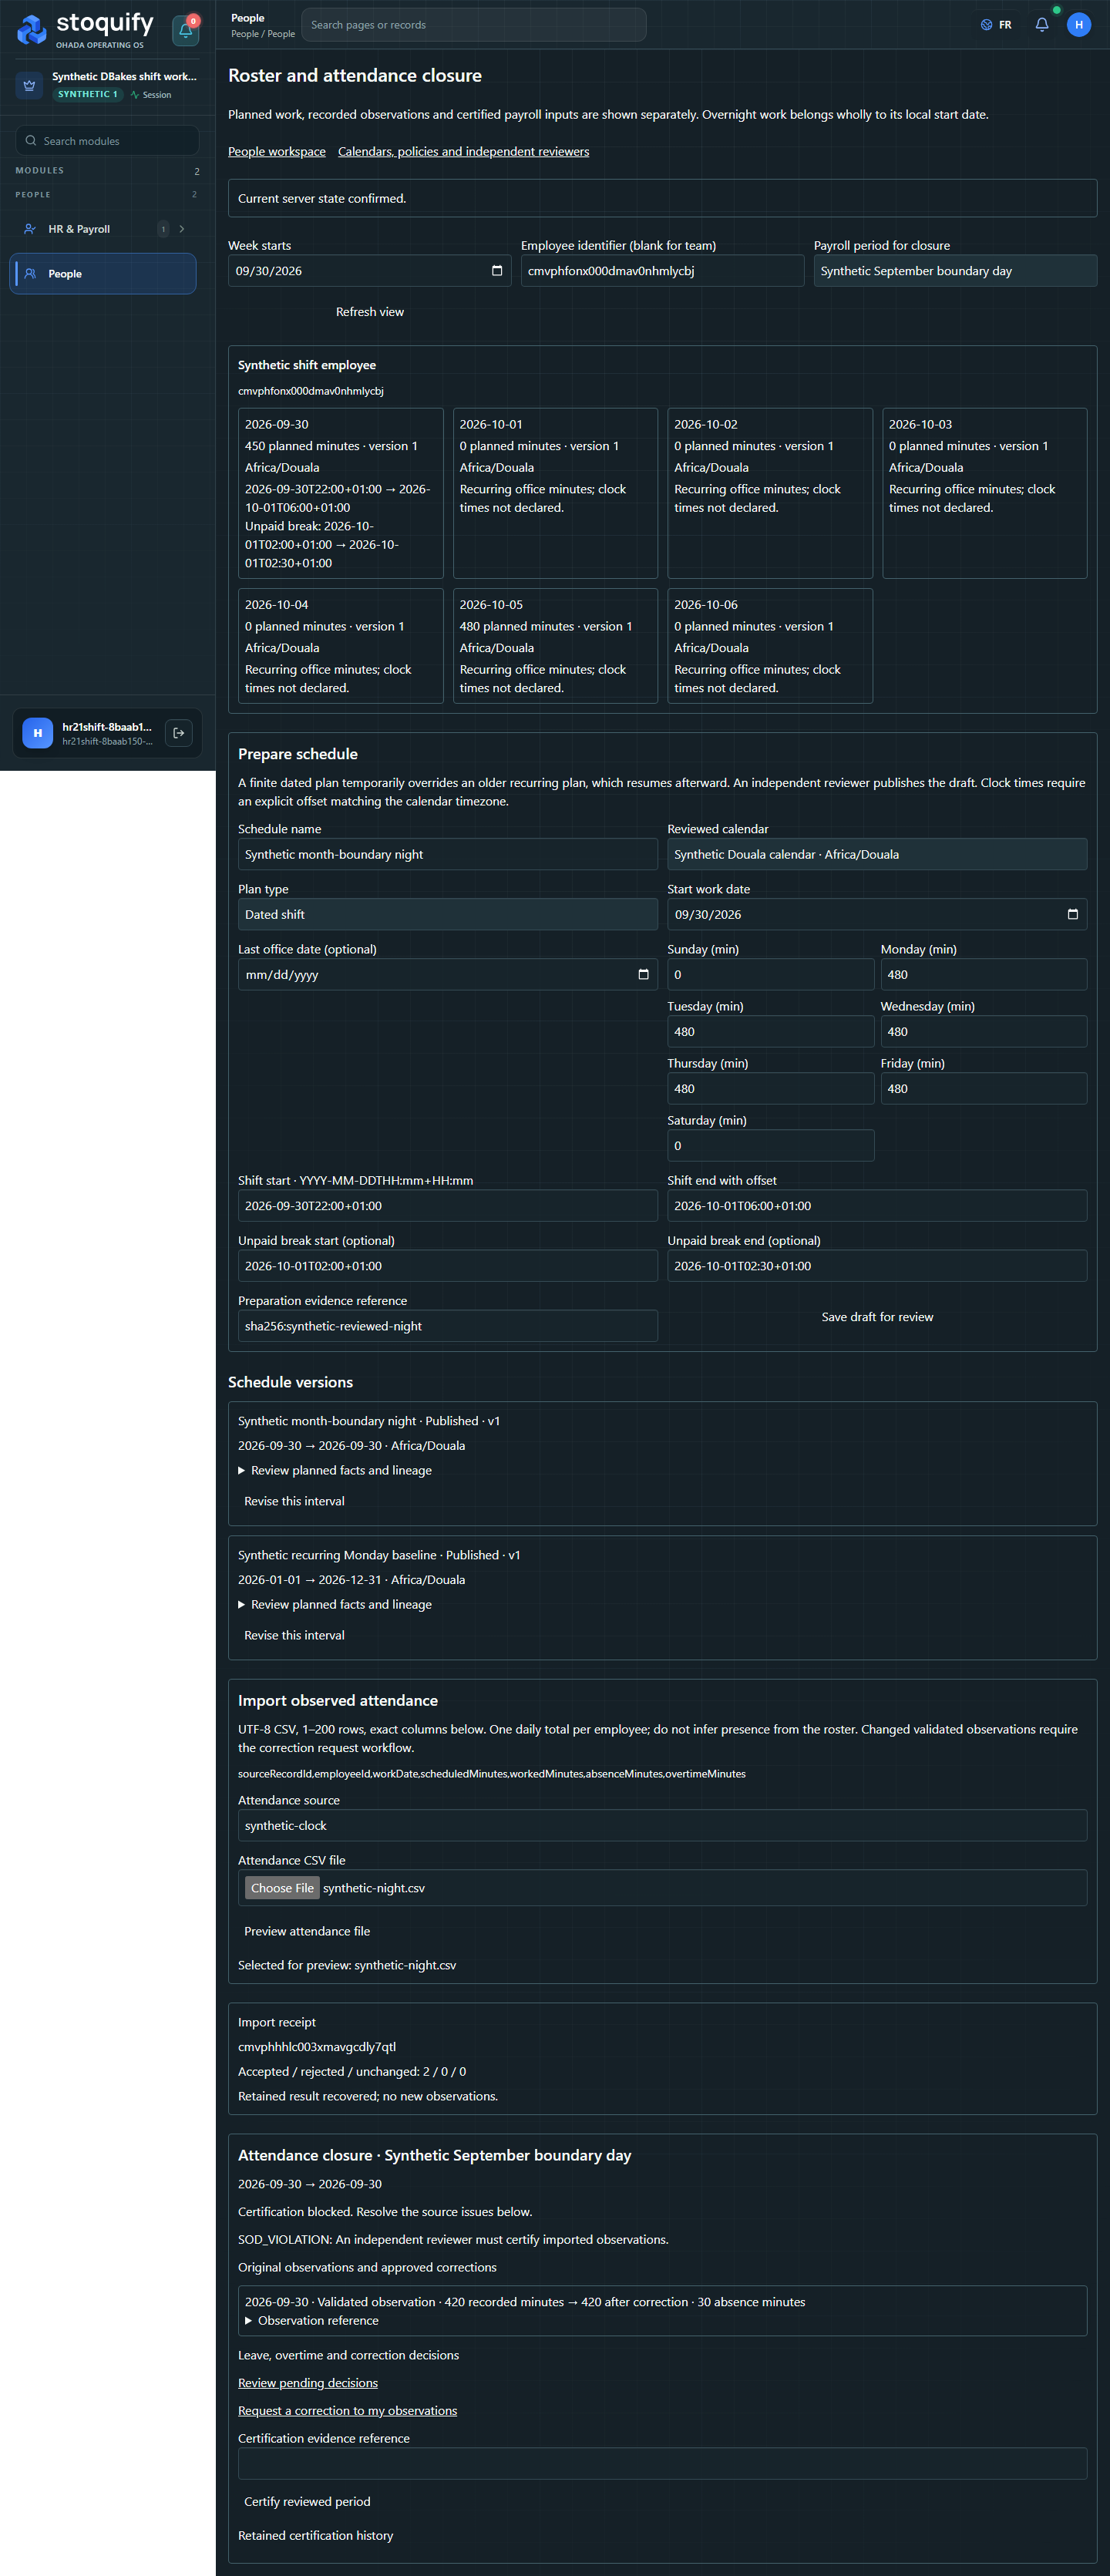 stoquify
OHADA OPERATING OS
0
Synthetic DBakes shift work...
SYNTHETIC 1
Session
Search modules
MODULES
2
PEOPLE
2
HR & Payroll
1
People
hr21shift-8baab1...
hr21shift-8baab150-...
H
People
People / People
Search pages or records
FR
H
Roster and attendance closure
Planned work, recorded observations and certified payroll inputs are shown separately. Overnight work belongs wholly to its local start date.
People workspace
Calendars, policies and independent reviewers
Current server state confirmed.
Week starts
09/30/2026
Employee identifier (blank for team)
cmvphfonx000dmav0nhmlycbj
Payroll period for closure
Synthetic September boundary day
Refresh view
Synthetic shift employee
cmvphfonx000dmav0nhmlycbj
2026-09-30
450 planned minutes · version 1
Africa/Douala
2026-09-30T22:00+01:00 → 2026-
10-01T06:00+01:00
Unpaid break: 2026-10-
01T02:00+01:00 → 2026-10-
01T02:30+01:00
2026-10-01
0 planned minutes · version 1
Africa/Douala
Recurring office minutes; clock
times not declared.
2026-10-02
0 planned minutes · version 1
Africa/Douala
Recurring office minutes; clock
times not declared.
2026-10-03
0 planned minutes · version 1
Africa/Douala
Recurring office minutes; clock
times not declared.
2026-10-04
0 planned minutes · version 1
Africa/Douala
Recurring office minutes; clock
times not declared.
2026-10-05
480 planned minutes · version 1
Africa/Douala
Recurring office minutes; clock
times not declared.
2026-10-06
0 planned minutes · version 1
Africa/Douala
Recurring office minutes; clock
times not declared.
Prepare schedule
A finite dated plan temporarily overrides an older recurring plan, which resumes afterward. An independent reviewer publishes the draft. Clock times require
an explicit offset matching the calendar timezone.
Schedule name
Synthetic month-boundary night
Reviewed calendar
Synthetic Douala calendar · Africa/Douala
Plan type
Dated shift
Start work date
09/30/2026
Last office date (optional)
mm/dd/yyyy
Sunday (min)
0
Monday (min)
480
Tuesday (min)
480
Wednesday (min)
480
Thursday (min)
480
Friday (min)
480
Saturday (min)
0
Shift start · YYYY-MM-DDTHH:mm+HH:mm
2026-09-30T22:00+01:00
Shift end with offset
2026-10-01T06:00+01:00
Unpaid break start (optional)
2026-10-01T02:00+01:00
Unpaid break end (optional)
2026-10-01T02:30+01:00
Preparation evidence reference
sha256:synthetic-reviewed-night
Save draft for review
Schedule versions
Synthetic month-boundary night · Published · v1
2026-09-30 → 2026-09-30 · Africa/Douala
Review planned facts and lineage
Revise this interval
Synthetic recurring Monday baseline · Published · v1
2026-01-01 → 2026-12-31 · Africa/Douala
Review planned facts and lineage
Revise this interval
Import observed attendance
UTF-8 CSV, 1–200 rows, exact columns below. One daily total per employee; do not infer presence from the roster. Changed validated observations require
the correction request workflow.
sourceRecordId,employeeId,workDate,scheduledMinutes,workedMinutes,absenceMinutes,overtimeMinutes
Attendance source
synthetic-clock
Attendance CSV file
Choose File synthetic-night.csv
Preview attendance file
Selected for preview: synthetic-night.csv
Import receipt
cmvphhhlc003xmavgcdly7qtl
Accepted / rejected / unchanged: 2 / 0 / 0
Retained result recovered; no new observations.
Attendance closure · Synthetic September boundary day
2026-09-30 → 2026-09-30
Certification blocked. Resolve the source issues below.
SOD_VIOLATION: An independent reviewer must certify imported observations.
Original observations and approved corrections
2026-09-30 · Validated observation · 420 recorded minutes → 420 after correction · 30 absence minutes
Observation reference
Leave, overtime and correction decisions
Review pending decisions
Request a correction to my observations
Certification evidence reference
Certify reviewed period
Retained certification history